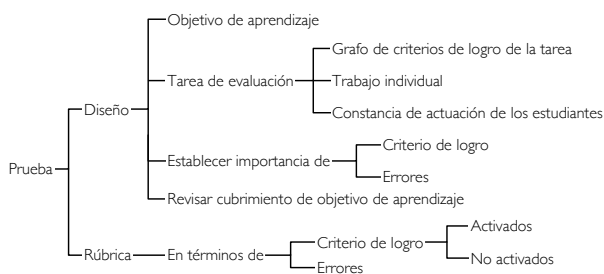 Objetivo de aprendizaje
Grafo de criterios de logro de la tarea
Tarea de evaluación
Trabajo individual
Diseño
Constancia de actuación de los estudiantes
Criterio de logro
Establecer importancia de
Prueba
Errores
Revisar cubrimiento de objetivo de aprendizaje
Activados
Criterio de logro
Rúbrica
En términos de
No activados
Errores